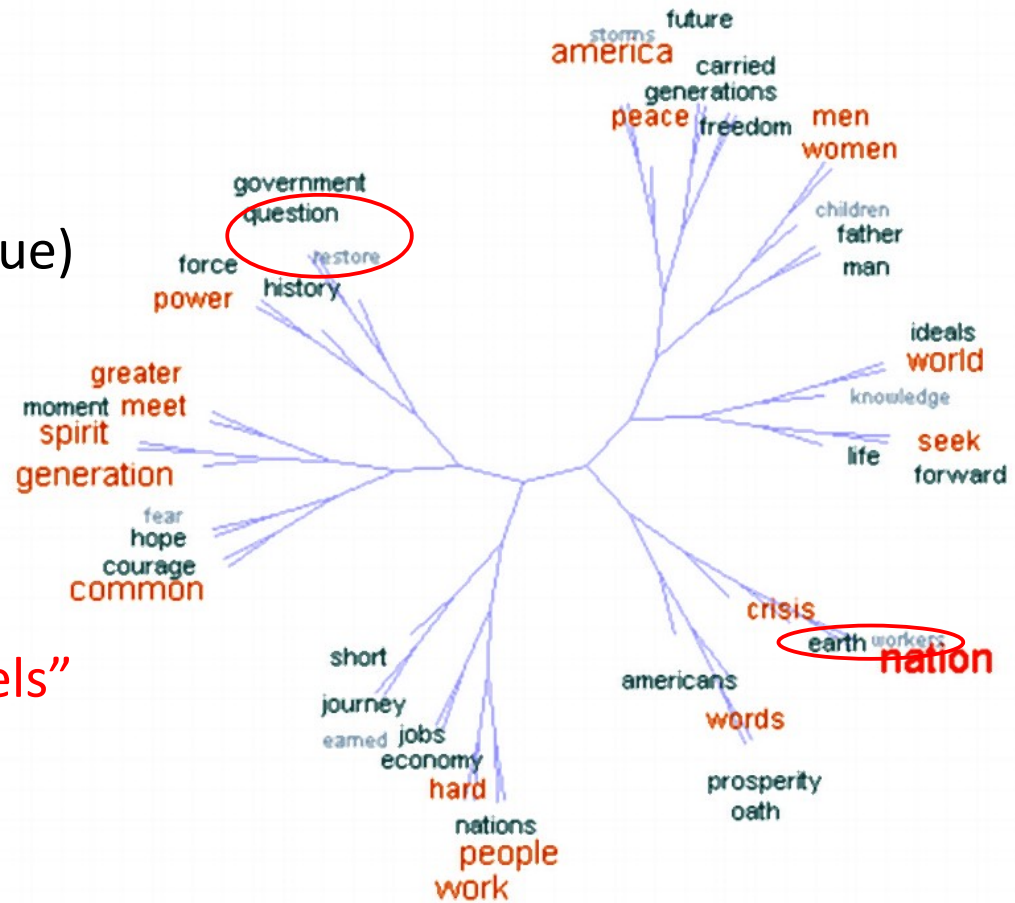 future
storms
america
carried
generations
peace
freedom
men
women
children
father
man
government
question
ue)
restore
force
history
power
ideals
world
knowledge
seek
life
forward
greater
moment meet
spirit
generation
fear
hope
courage
common
els”
crisis
earth workers
nation
americans
words
prosperity
oath
short
journey
earned jobs
economy
hard
nations
people
work